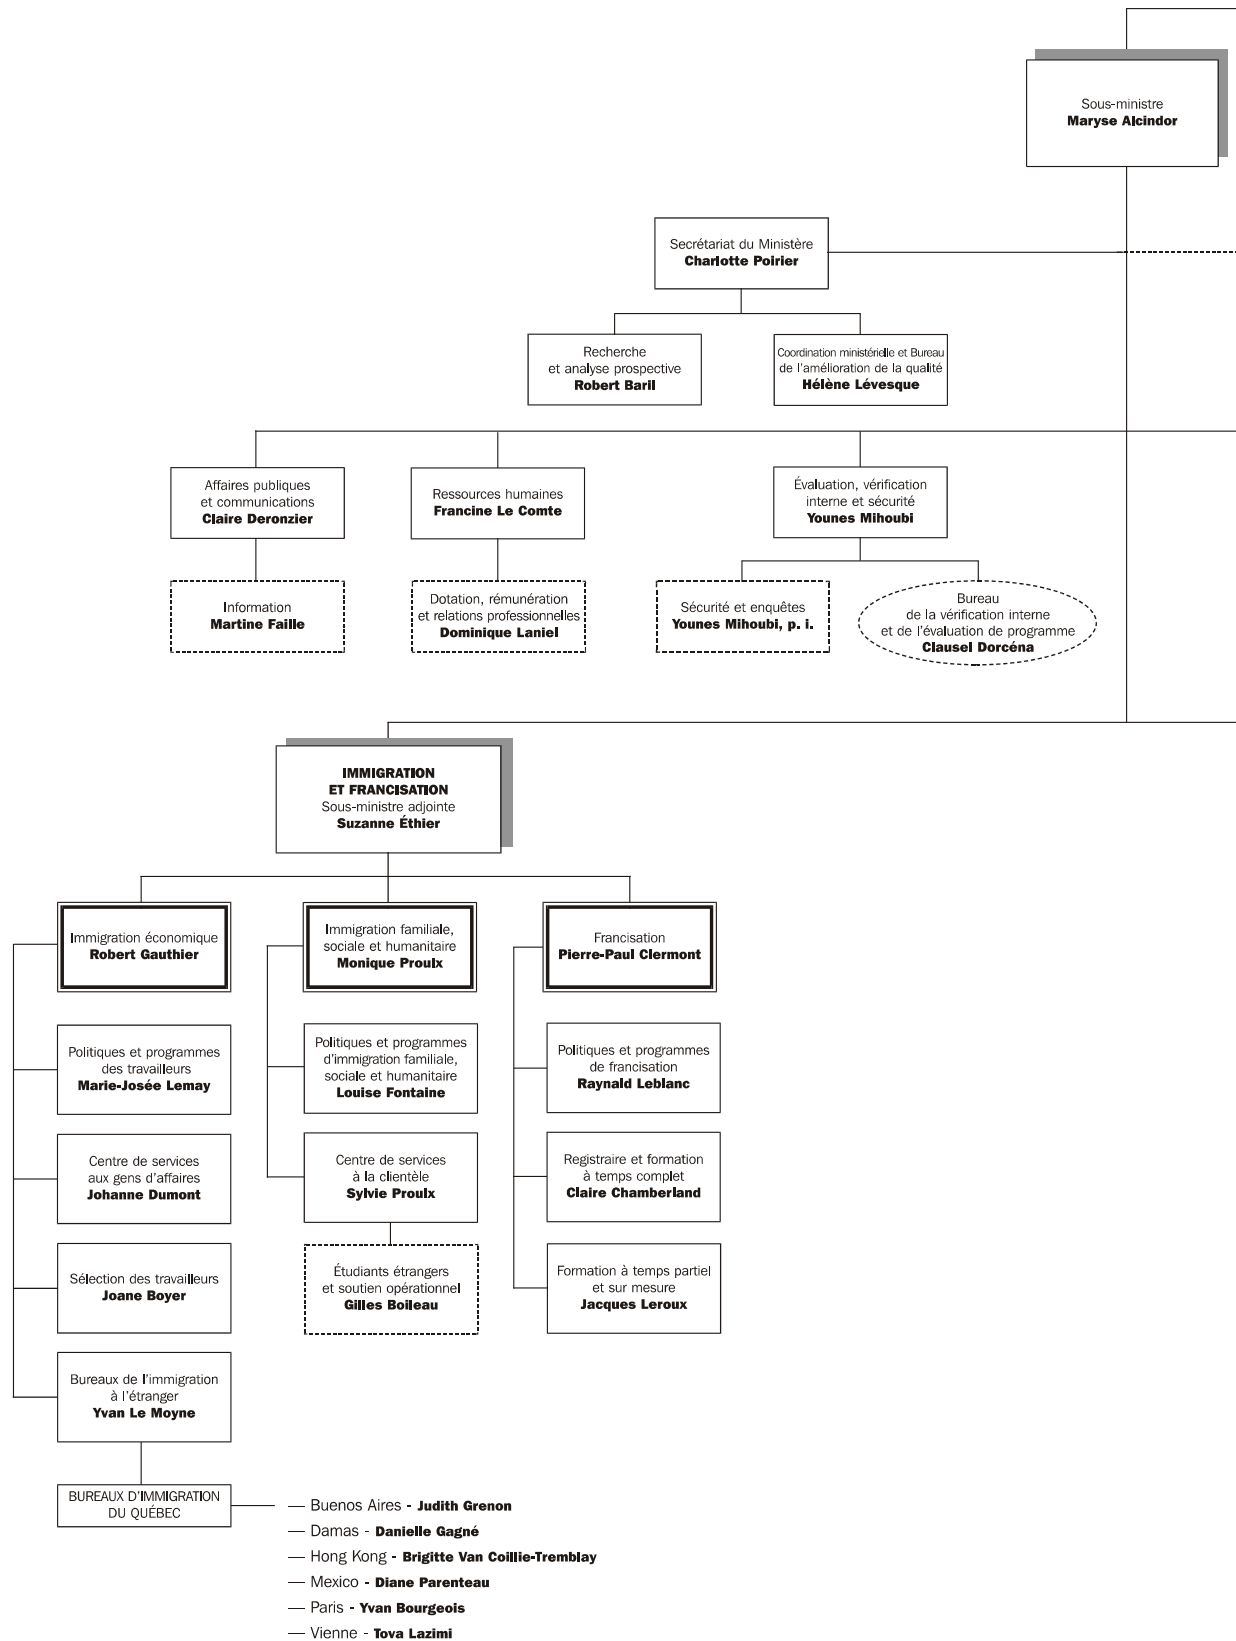 Sous-ministre
Maryse Alcindor
Secrétariat du Ministère
Charlotte Poirier
Recherche
et analyse prospective
Robert Baril
Coordination ministérielle et Bureau
de l'amélioration de la qualité
Hélène Lévesque
Affaires publiques
et communications
Claire Deronzier
Ressources humaines
Francine Le Comte
Évaluation, vérification
interne et sécurité
Younes Mihoubi
Information
Martine Faille
Dotation, rémunération
et relations professionnelles
Dominique Laniel
Sécurité et enquêtes
Younes Mihoubi, p. i.
Bureau
de la vérification interne
et de l'évaluation de programme
Clausel Dorcéna
IMMIGRATION
ET FRANCISATION
Sous-ministre adjointe
Suzanne Éthier
Immigration économique
Robert Gauthier
Immigration familiale,
sociale et humanitaire
Monique Proulx
Francisation
Pierre-Paul Clermont
Politiques et programmes
des travailleurs
Marie-Josée Lemay
Politiques et programmes
d'immigration familiale,
sociale et humanitaire
Louise Fontaine
Politiques et programmes
de francisation
Raynald Leblanc
Centre de services
aux gens d'affaires
Johanne Dumont
Centre de services
à la clientèle
Sylvie Proulx
Registraire et formation
à temps complet
Claire Chamberland
Sélection des travailleurs
Joane Boyer
Étudiants étrangers
et soutien opérationnel
Gilles Boileau
Formation à temps partiel
et sur mesure
Jacques Leroux
Bureaux de l'immigration
à l'étranger
Yvan Le Moyne
BUREAUX D'IMMIGRATION
DU QUÉBEC
— Buenos Aires - Judith Grenon
— Damas - Danielle Gagné
— Hong Kong - Brigitte Van Coillie-Tremblay
— Mexico - Diane Parenteau
— Paris - Yvan Bourgeois
— Vienne - Tova Lazimi